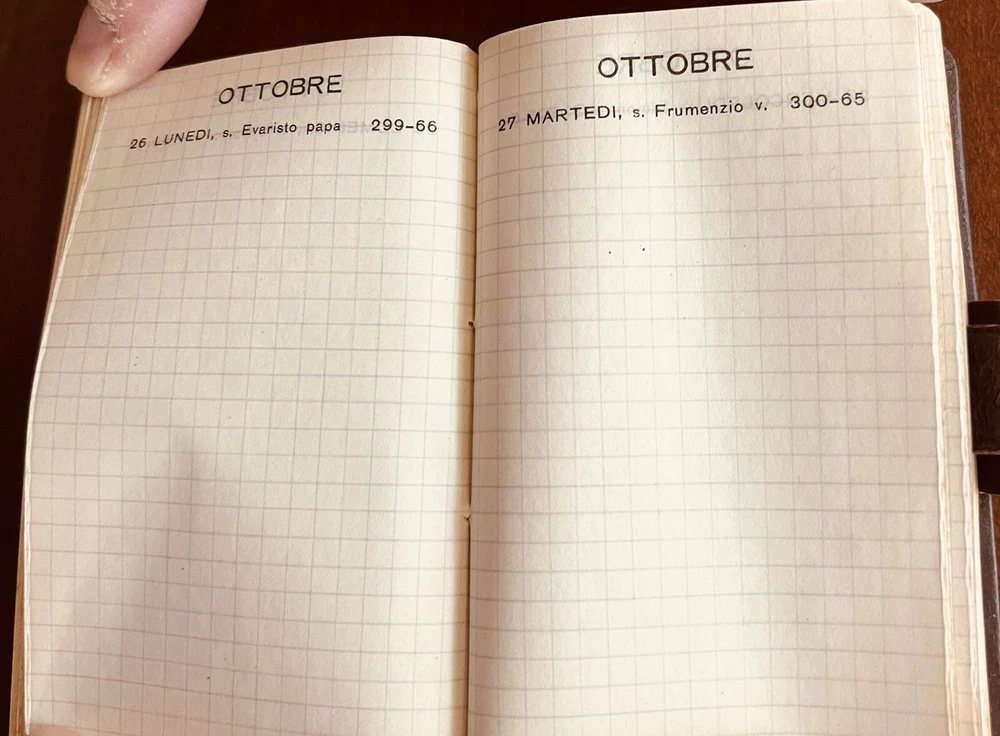 OTTOBRE
26 LUNEDI, s. Evaristo papa 299-66
OTTOBRE
27 MARTEDI, s. Frumenzio v. 300-65